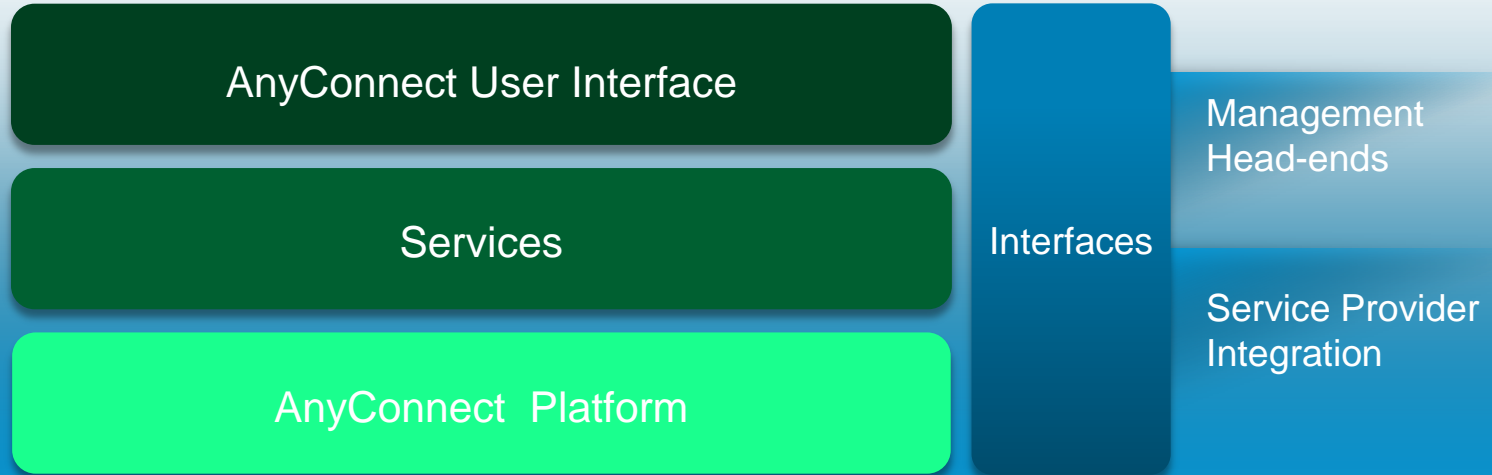 AnyConnect User Interface
Services
AnyConnect Platform
Interfaces
Management
Head-ends
Service Provider
Integration